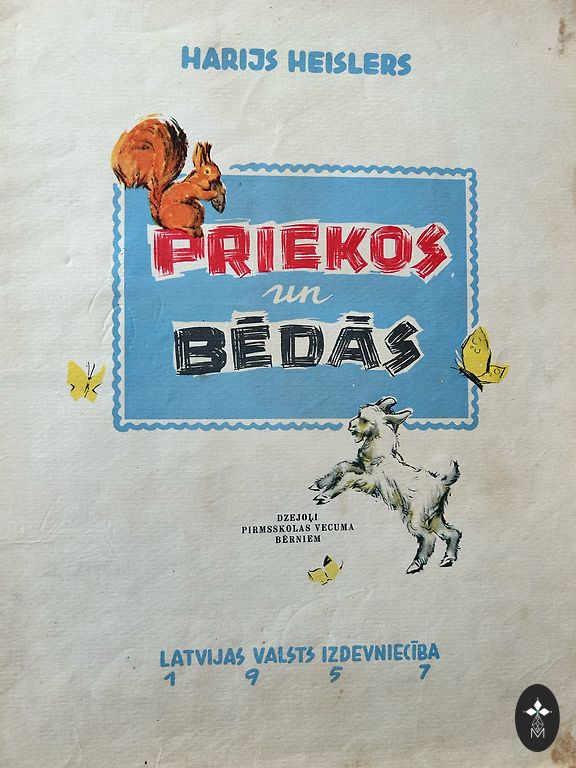 HARIJS HEISLERS
PRIEKOS
un
BĒDĀS
DZEJOĻI
PIRMSSKOLAS VECUMA
BĒRNIEM
LATVIJAS VALSTS IZDEVNIECĪBA
1957
M